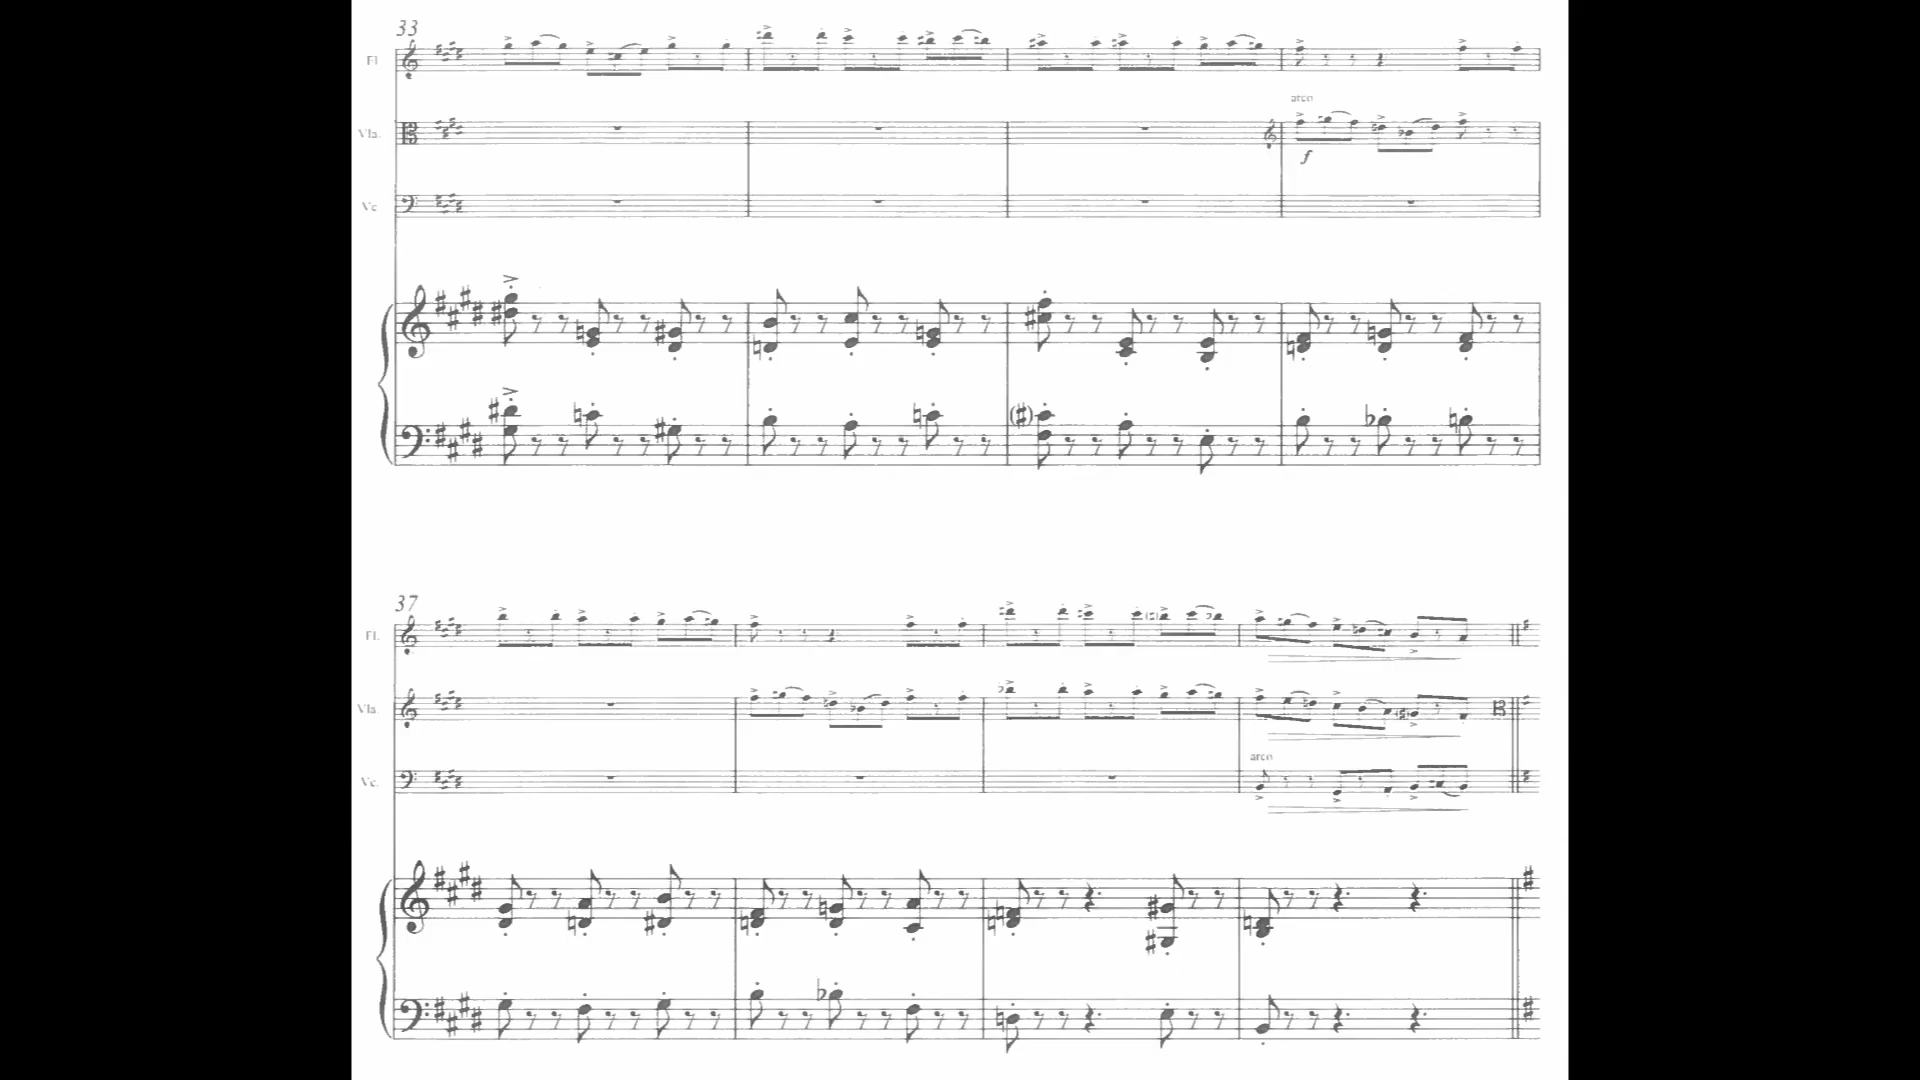 33
Fl
Vla.
Vc
arco
f
37
Fl.
Vla.
Vc.
arco